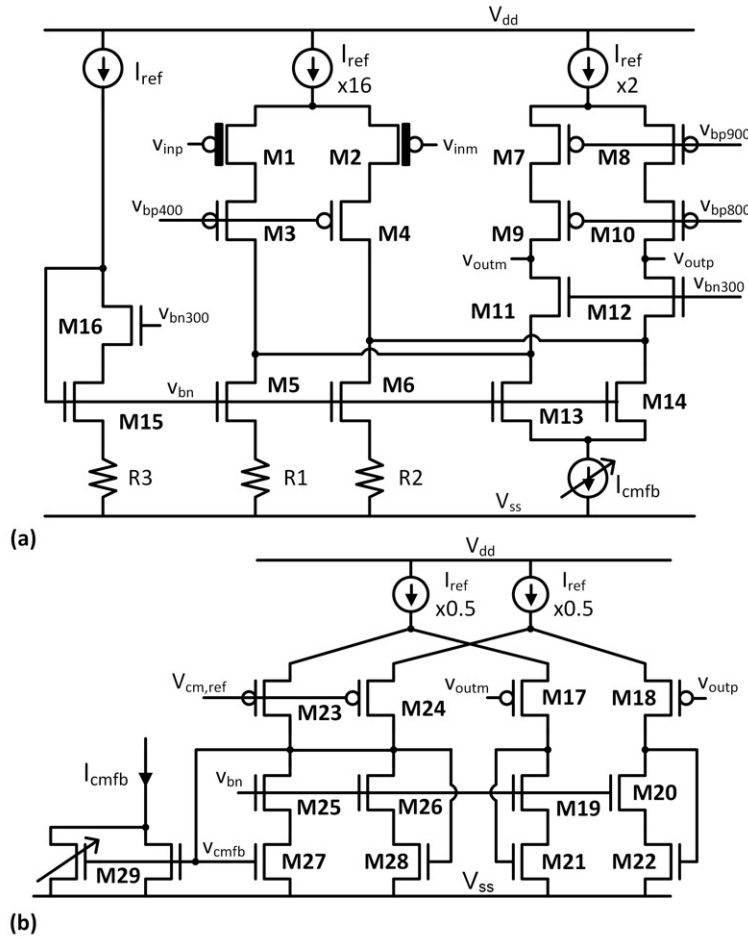 Vdd
Iref
Iref
x16
Iref
x2
vinp
M1
M2
vinm
M7
M8
vbp900
vbp400
M3
M4
M9
M10
vbp800
voutm
voutp
M16
vbn300
M11
M12
vbn300
M15
vbn
M5
M6
M13
M14
R3
R1
R2
Icmfb
Vss
(a)
Vdd
Iref
x0.5
Iref
x0.5
Vcm,ref
M23
M24
voutm
M17
M18
voutp
Icmfb
vbn
M25
M26
M19
M20
M29
vcmfb
M27
M28
M21
M22
Vss
(b)